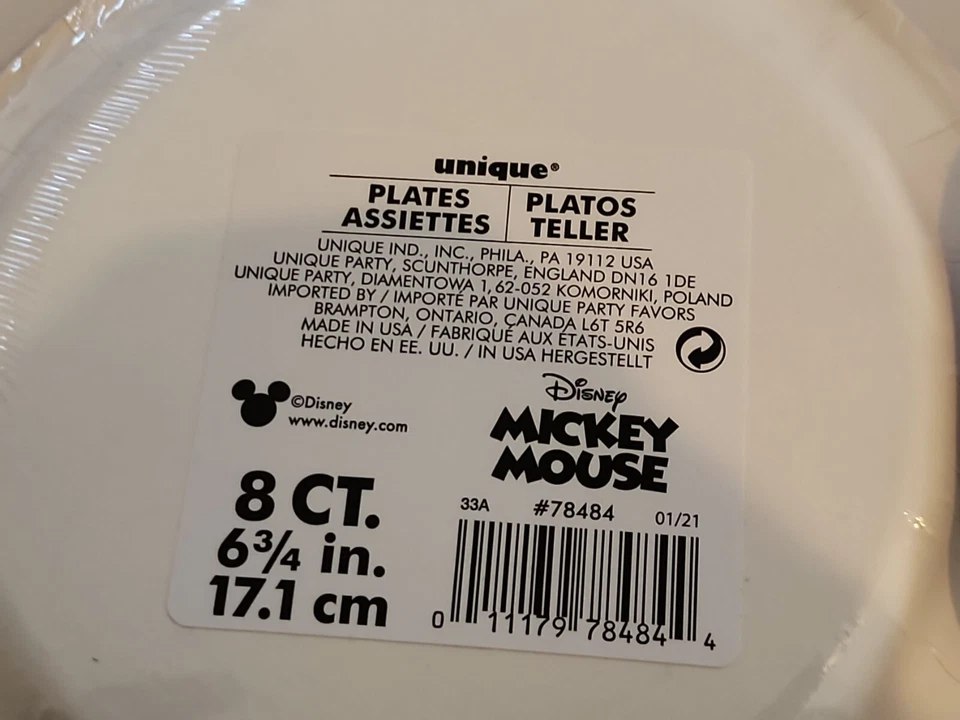 unique®
PLATES
ASSIETTES
PLATOS
TELLER
UNIQUE IND., INC., PHILA., PA 19112 USA
UNIQUE PARTY, SCUNTHORPE, ENGLAND DN16 1DE
UNIQUE PARTY, DIAMENTOWA 1, 62-052 KOMORNIKI, POLAND
IMPORTED BY / IMPORTÉ PAR UNIQUE PARTY FAVORS
BRAMPTON, ONTARIO, CANADA L6T 5R6
MADE IN USA / FABRIQUÉ AUX ÉTATS-UNIS
HECHO EN EE. UU. / IN USA HERGESTELLT
©Disney
www.disney.com
Disney
MICKEY
MOUSE
8 CT.
6¾ in.
17.1 cm
33A #78484 01/21
0 11179 78484 4